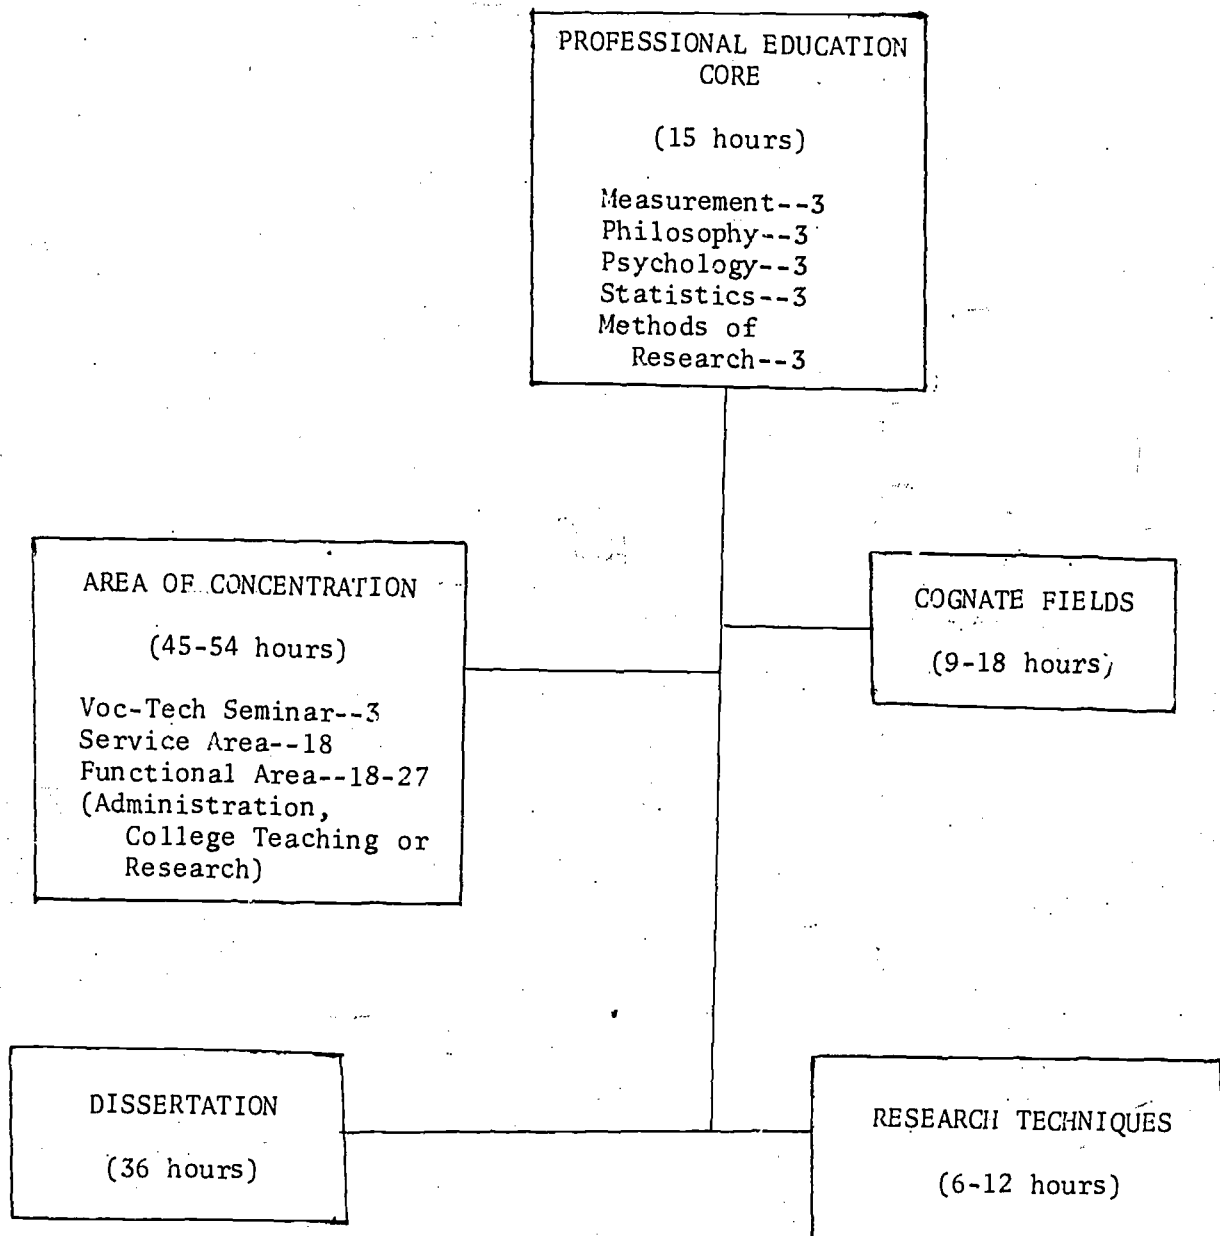 PROFESSIONAL EDUCATION
CORE
(15 hours)
Measurement--3
Philosophy--3
Psychology--3
Statistics--3
Methods of
Research--3
AREA OF CONCENTRATION
(45-54 hours)
Voc-Tech Seminar--3
Service Area--18
Functional Area--18-27
(Administration,
College Teaching or
Research)
COGNATE FIELDS
(9-18 hours)
DISSERTATION
(36 hours)
RESEARCH TECHNIQUES
(6-12 hours)